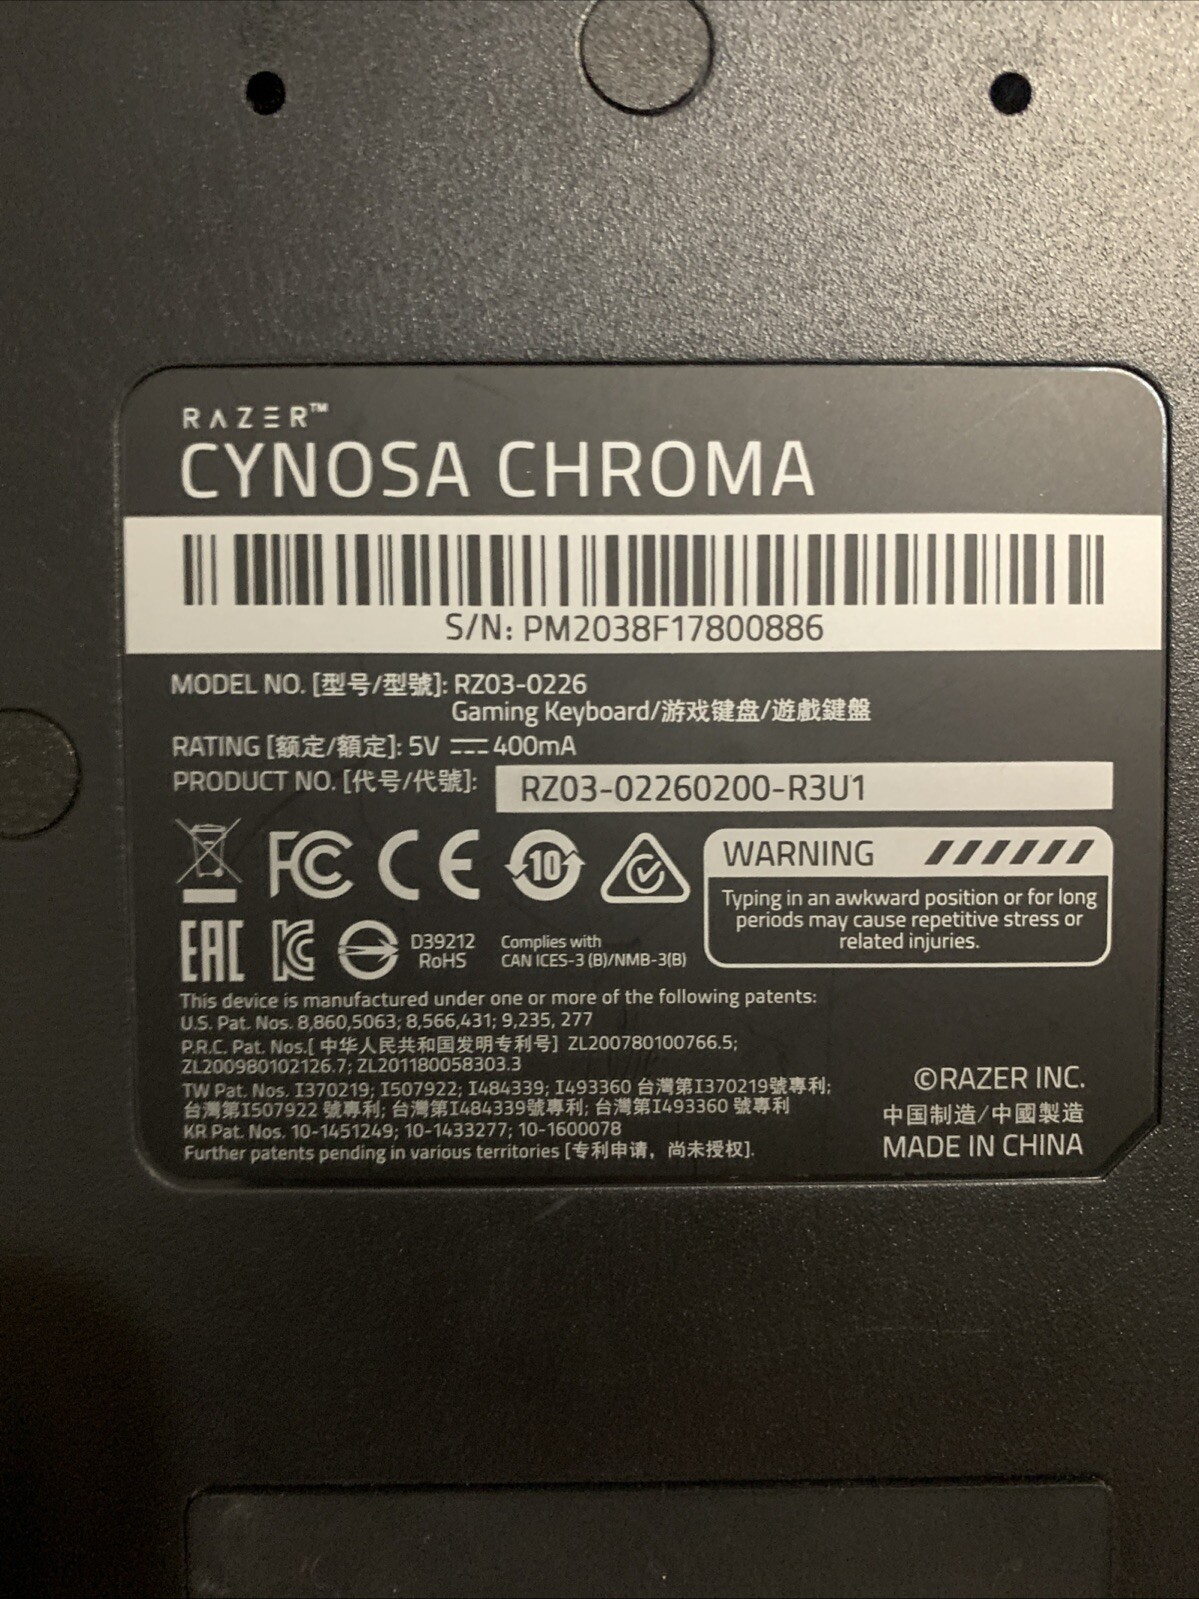 RAZER™
CYNOSA CHROMA
S/N: PM2038F17800886
MODEL NO. [型号/型號]: RZ03-0226
Gaming Keyboard/游戏键盘/遊戲鍵盤
RATING [额定/額定]: 5V ⎓ 400mA
PRODUCT NO. [代号/代號]: RZ03-02260200-R3U1
FC CE 10
WARNING
Typing in an awkward position or for long
periods may cause repetitive stress or
related injuries.
EAC KC D39212
RoHS
Complies with
CAN ICES-3 (B)/NMB-3(B)
This device is manufactured under one or more of the following patents:
U.S. Pat. Nos. 8,860,5063; 8,566,431; 9,235, 277
P.R.C. Pat. Nos.[ 中华人民共和国发明专利号] ZL200780100766.5;
ZL200980102126.7; ZL201180058303.3
TW Pat. Nos. I370219; I507922; I484339; I493360 台灣第I370219號專利;
台灣第I507922 號專利; 台灣第I484339號專利; 台灣第I493360 號專利
KR Pat. Nos. 10-1451249; 10-1433277; 10-1600078
Further patents pending in various territories [专利申请，尚未授权].
©RAZER INC.
中国制造/中國製造
MADE IN CHINA